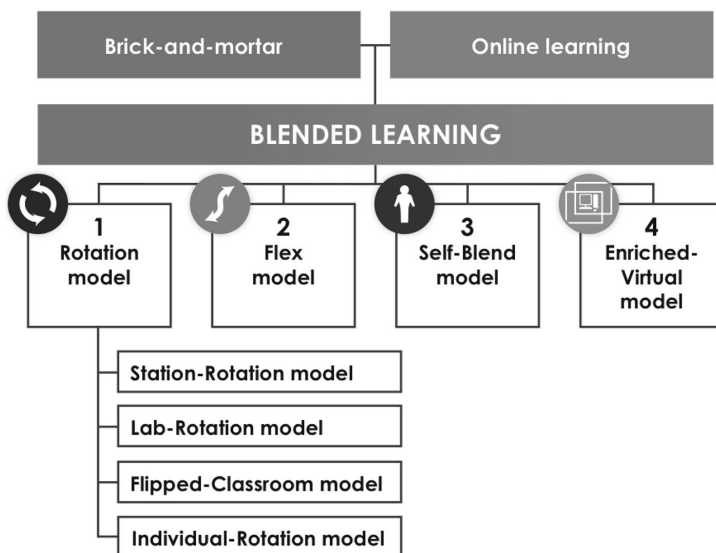 Brick-and-mortar
Online learning
BLENDED LEARNING
1
Rotation
model
2
Flex
model
3
Self-Blend
model
4
Enriched-
Virtual
model
Station-Rotation model
Lab-Rotation model
Flipped-Classroom model
Individual-Rotation model